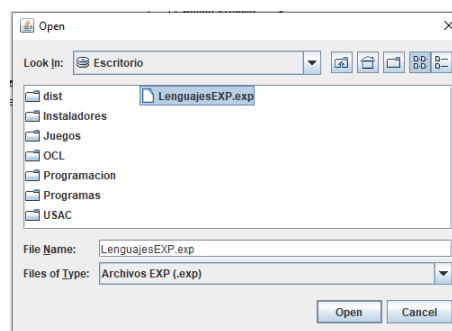 Open
Look In: Escritorio
dist
LenguajesEXP.exp
Instaladores
Juegos
OCL
Programacion
Programas
USAC
File Name: LenguajesEXP.exp
Files of Type: Archivos EXP (.exp)
Open Cancel